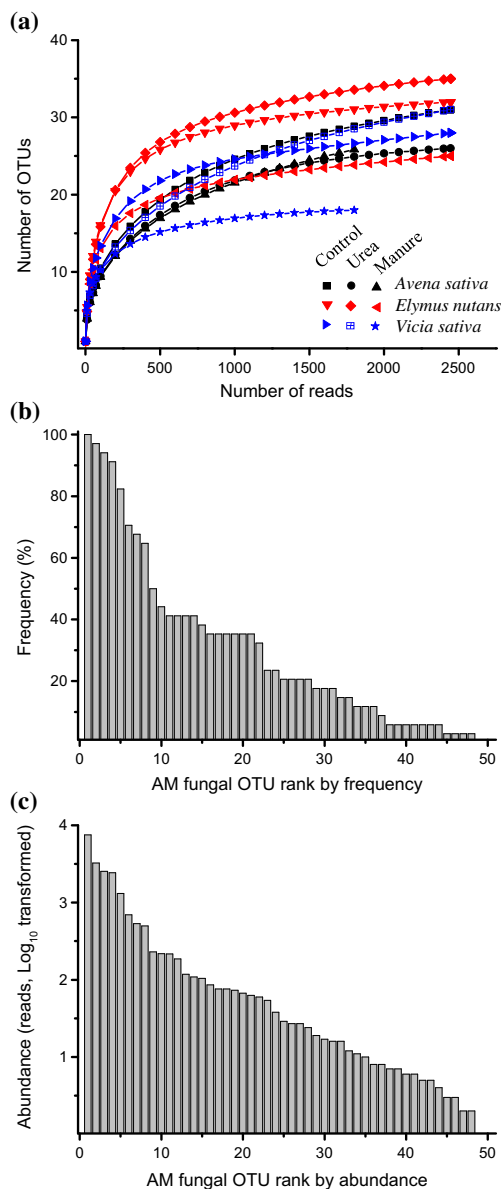 (a)
40
30
20
10
Number of OTUs
Control
Urea
Manure
Avena sativa
Elymus nutans
Vicia sativa
0 500 1000 1500 2000 2500
Number of reads
(b)
100
80
60
40
20
Frequency (%)
0 10 20 30 40 50
AM fungal OTU rank by frequency
(c)
4
3
2
1
Abundance (reads, Log10 transformed)
0 10 20 30 40 50
AM fungal OTU rank by abundance